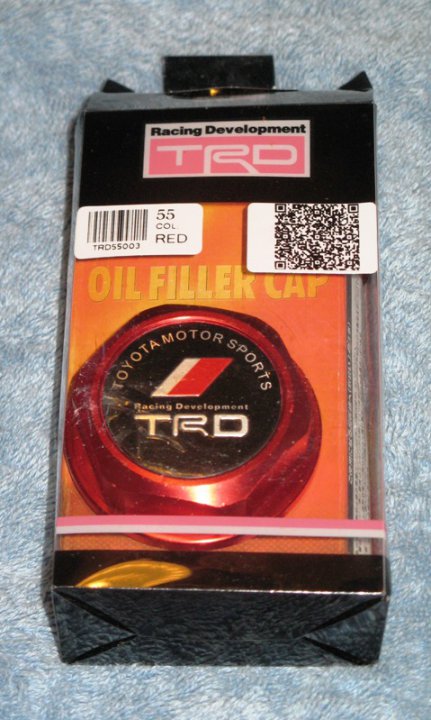 Racing Development
TRD
55
COL.
RED
TRD55003
OIL FILLER CAP
TOYOTA MOTOR SPORTS
Racing Development
TRD